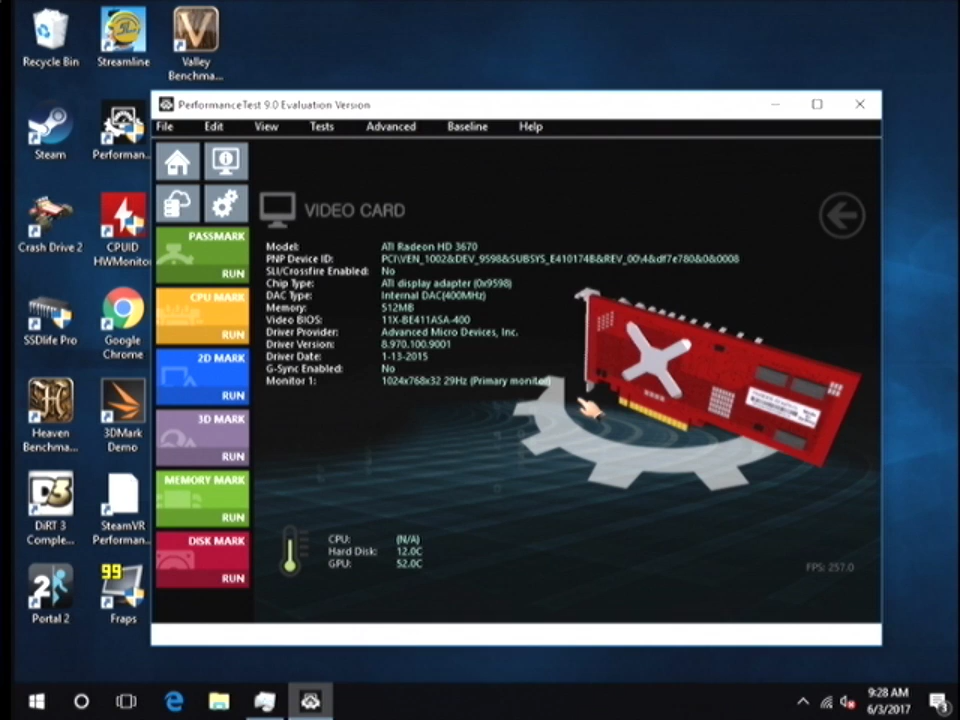 Recycle Bin
Streamline
Valley
Benchma...
Steam
Performan...
Crash Drive 2
CPUID
HWMonitor
SSDlife Pro
Google
Chrome
Heaven
Benchma...
3DMark
Demo
DiRT 3
Comple...
SteamVR
Performan...
Portal 2
99
Fraps
PerformanceTest 9.0 Evaluation Version
File Edit View Tests Advanced Baseline Help
PASSMARK
RUN
CPU MARK
RUN
2D MARK
RUN
3D MARK
RUN
MEMORY MARK
RUN
DISK MARK
RUN
VIDEO CARD
Model: ATI Radeon HD 3670
PNP Device ID: PCI\VEN_1002&DEV_9598&SUBSYS_E410174B&REV_00\4&df7e780&0&0008
SLI/Crossfire Enabled: No
Chip Type: ATI display adapter (0x9598)
DAC Type: Internal DAC(400MHz)
Memory: 512MB
Video BIOS: 11X-BE411ASA-400
Driver Provider: Advanced Micro Devices, Inc.
Driver Version: 8.970.100.9001
Driver Date: 1-13-2015
G-Sync Enabled: No
Monitor 1: 1024x768x32 29Hz (Primary monitor)
CPU: (N/A)
Hard Disk: 12.0C
GPU: 52.0C
FPS: 257.0
9:28 AM
6/3/2017
3